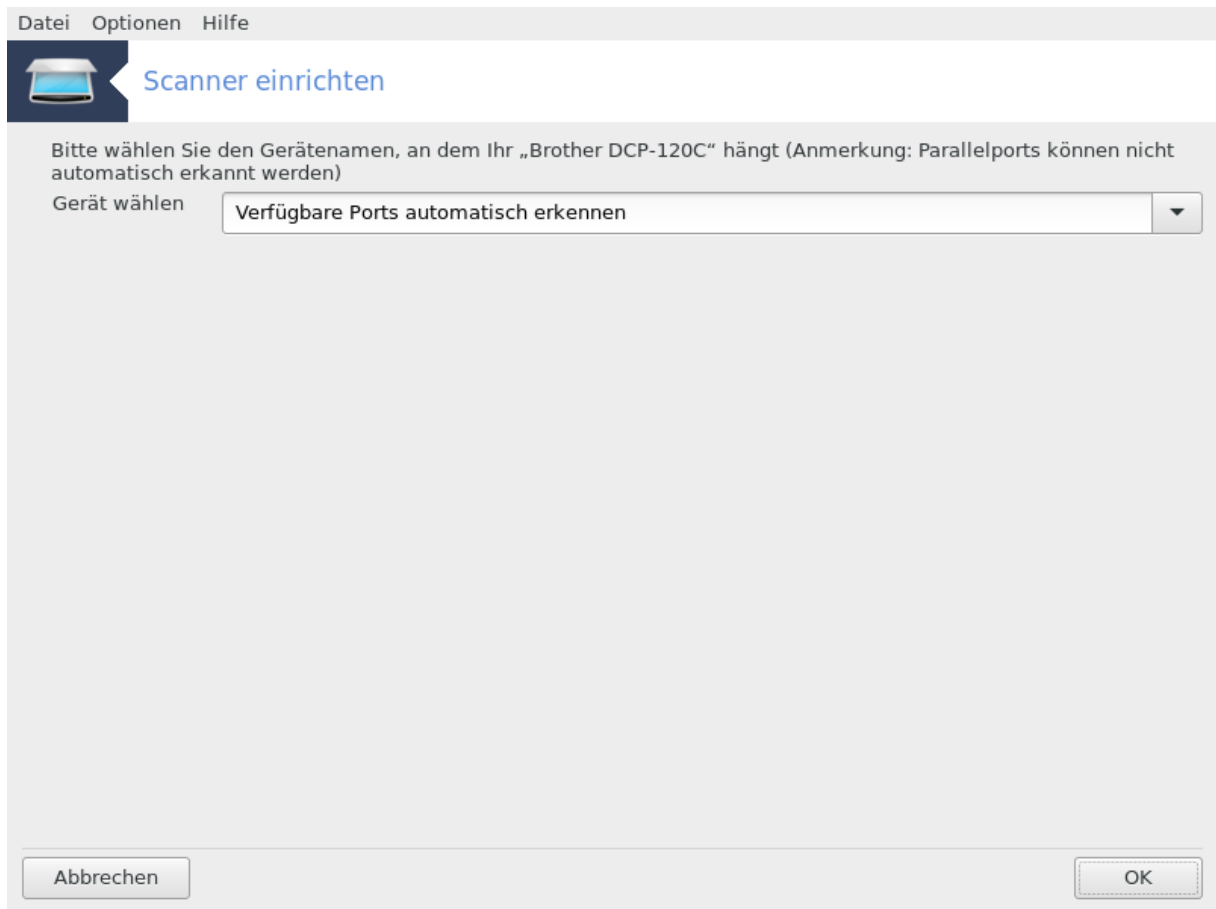 Datei Optionen Hilfe
Scanner einrichten
Bitte wählen Sie den Gerätenamen, an dem Ihr „Brother DCP-120C“ hängt (Anmerkung: Parallelports können nicht
automatisch erkannt werden)
Gerät wählen
Verfügbare Ports automatisch erkennen
Abbrechen
OK